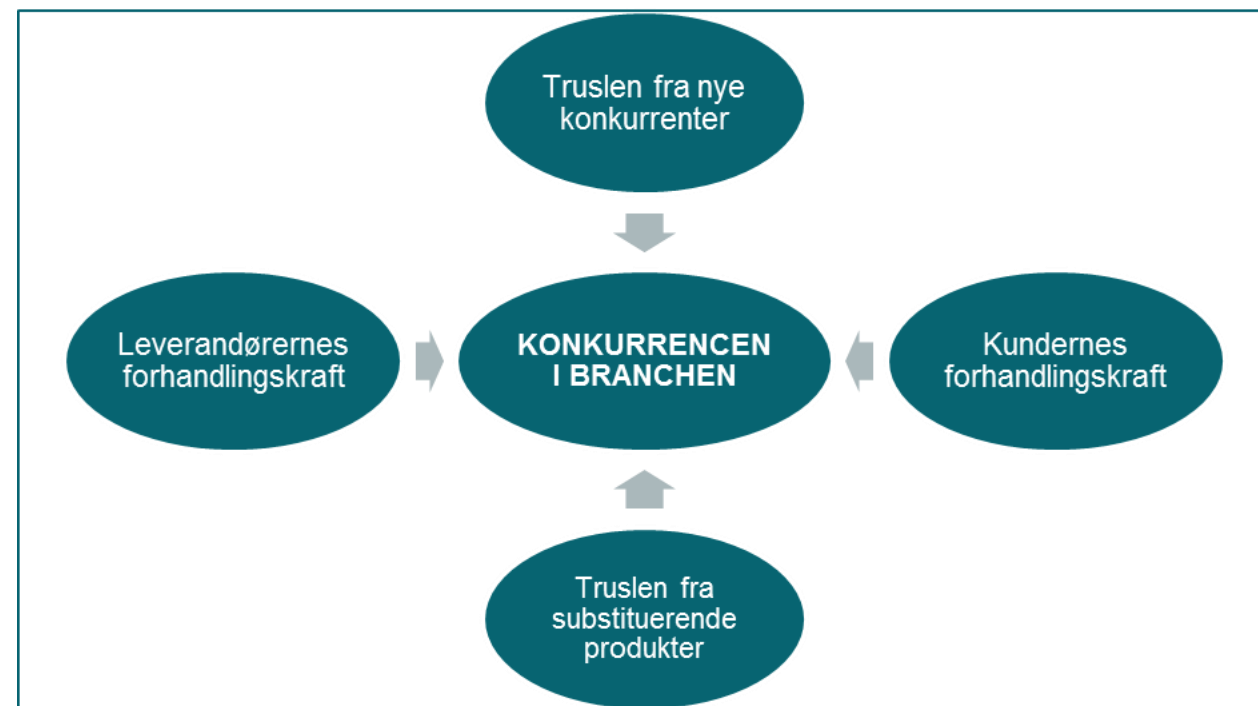 Truslen fra nye
konkurrenter
Leverandørernes
forhandlingskraft
KONKURRENCEN
I BRANCHEN
Kundernes
forhandlingskraft
Truslen fra
substituerende
produkter